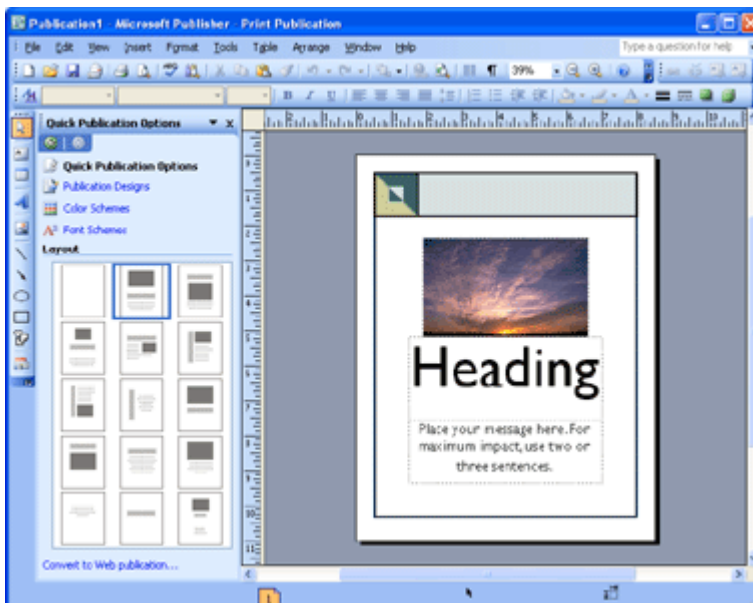 Publication1 - Microsoft Publisher - Print Publication
File Edit View Insert Format Tools Table Arrange Window Help
Type a question for help
39%
B I U
Quick Publication Options
Quick Publication Options
Publication Designs
Color Schemes
Font Schemes
Layout
Heading
Place your message here. For
maximum impact, use two or
three sentences.
Convert to Web publication...
1